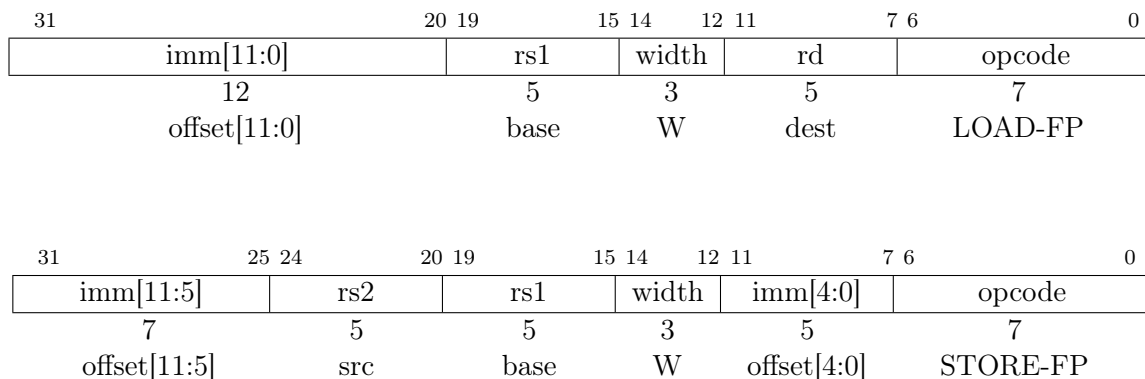 31 20 19 15 14 12 11 7 6 0
imm[11:0] rs1 width rd opcode
12 5 3 5 7
offset[11:0] base W dest LOAD-FP
31 25 24 20 19 15 14 12 11 7 6 0
imm[11:5] rs2 rs1 width imm[4:0] opcode
7 5 5 3 5 7
offset[11:5] src base W offset[4:0] STORE-FP